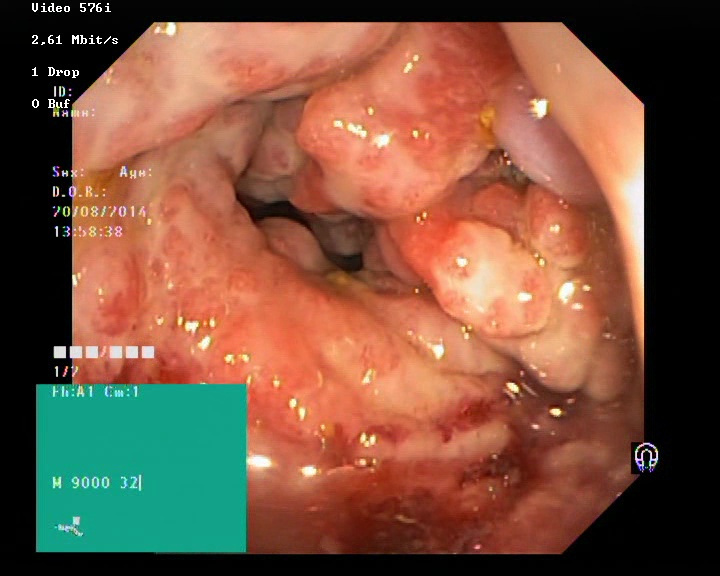 Video 576i
2,61 Mbit/s
1 Drop
ID:
0 Buf
Name:
Sex: Age:
D.O.B.:
20/08/2014
13:58:38
1/7
Eh:A1 Cm:1
M 9000 32